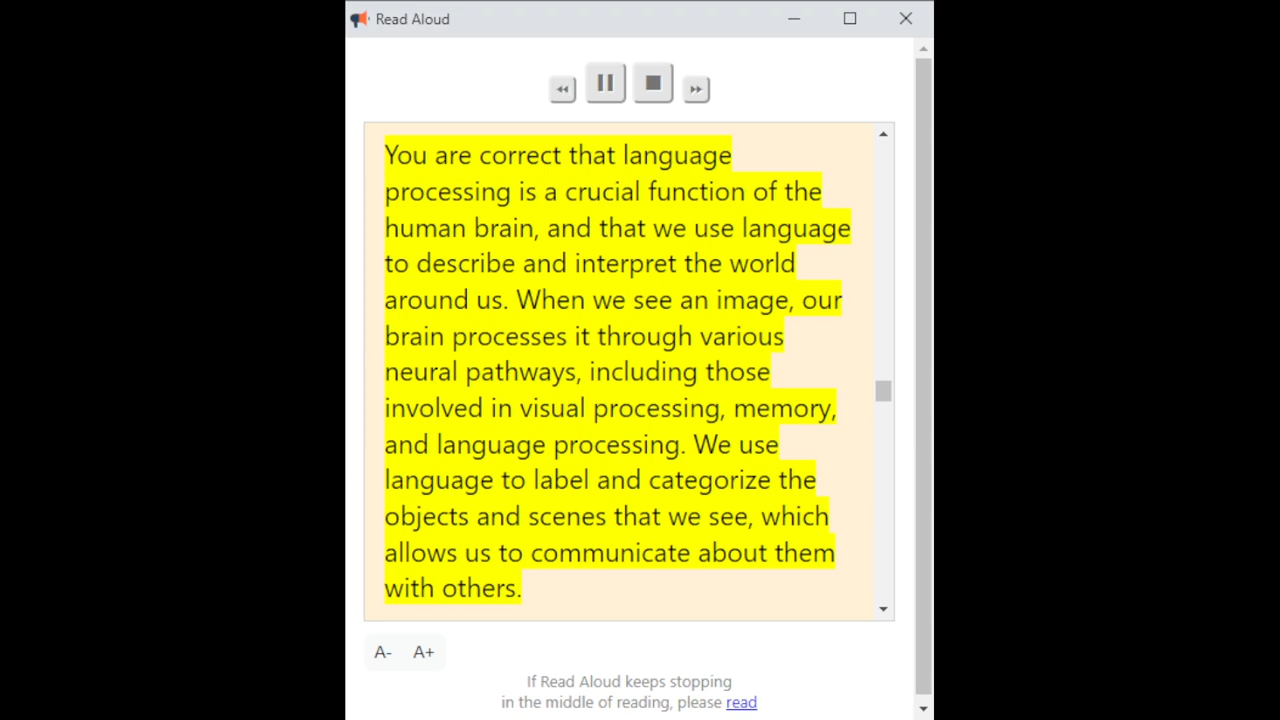 Read Aloud
You are correct that language
processing is a crucial function of the
human brain, and that we use language
to describe and interpret the world
around us. When we see an image, our
brain processes it through various
neural pathways, including those
involved in visual processing, memory,
and language processing. We use
language to label and categorize the
objects and scenes that we see, which
allows us to communicate about them
with others.
A- A+
If Read Aloud keeps stopping
in the middle of reading, please read